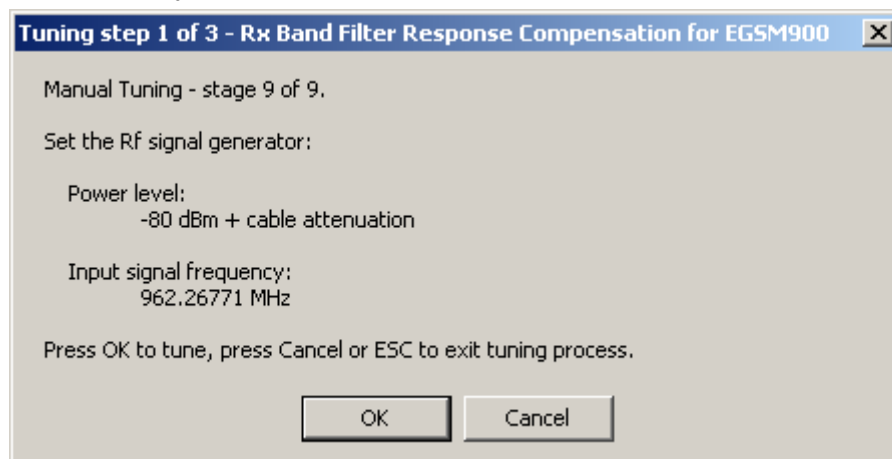 Tuning step 1 of 3 - Rx Band Filter Response Compensation for EGSM900
Manual Tuning - stage 9 of 9.
Set the Rf signal generator:
Power level:
-80 dBm + cable attenuation
Input signal frequency:
962.26771 MHz
Press OK to tune, press Cancel or ESC to exit tuning process.
OK
Cancel